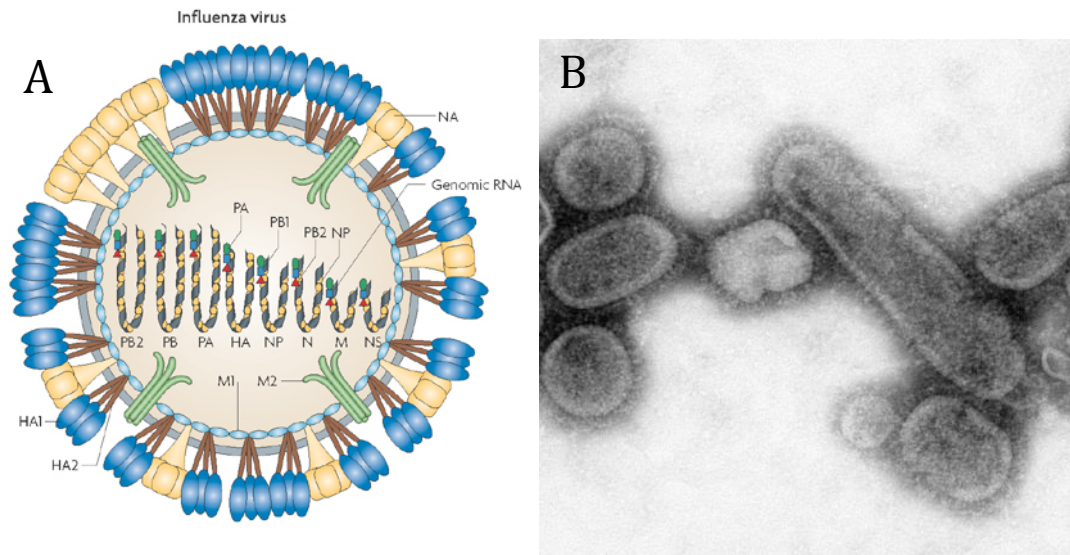 Influenza virus
A
B
NA
Genomic RNA
PA
PB1
PB2 NP
PB2 PB PA HA NP N M NS
M1 M2
HA1
HA2